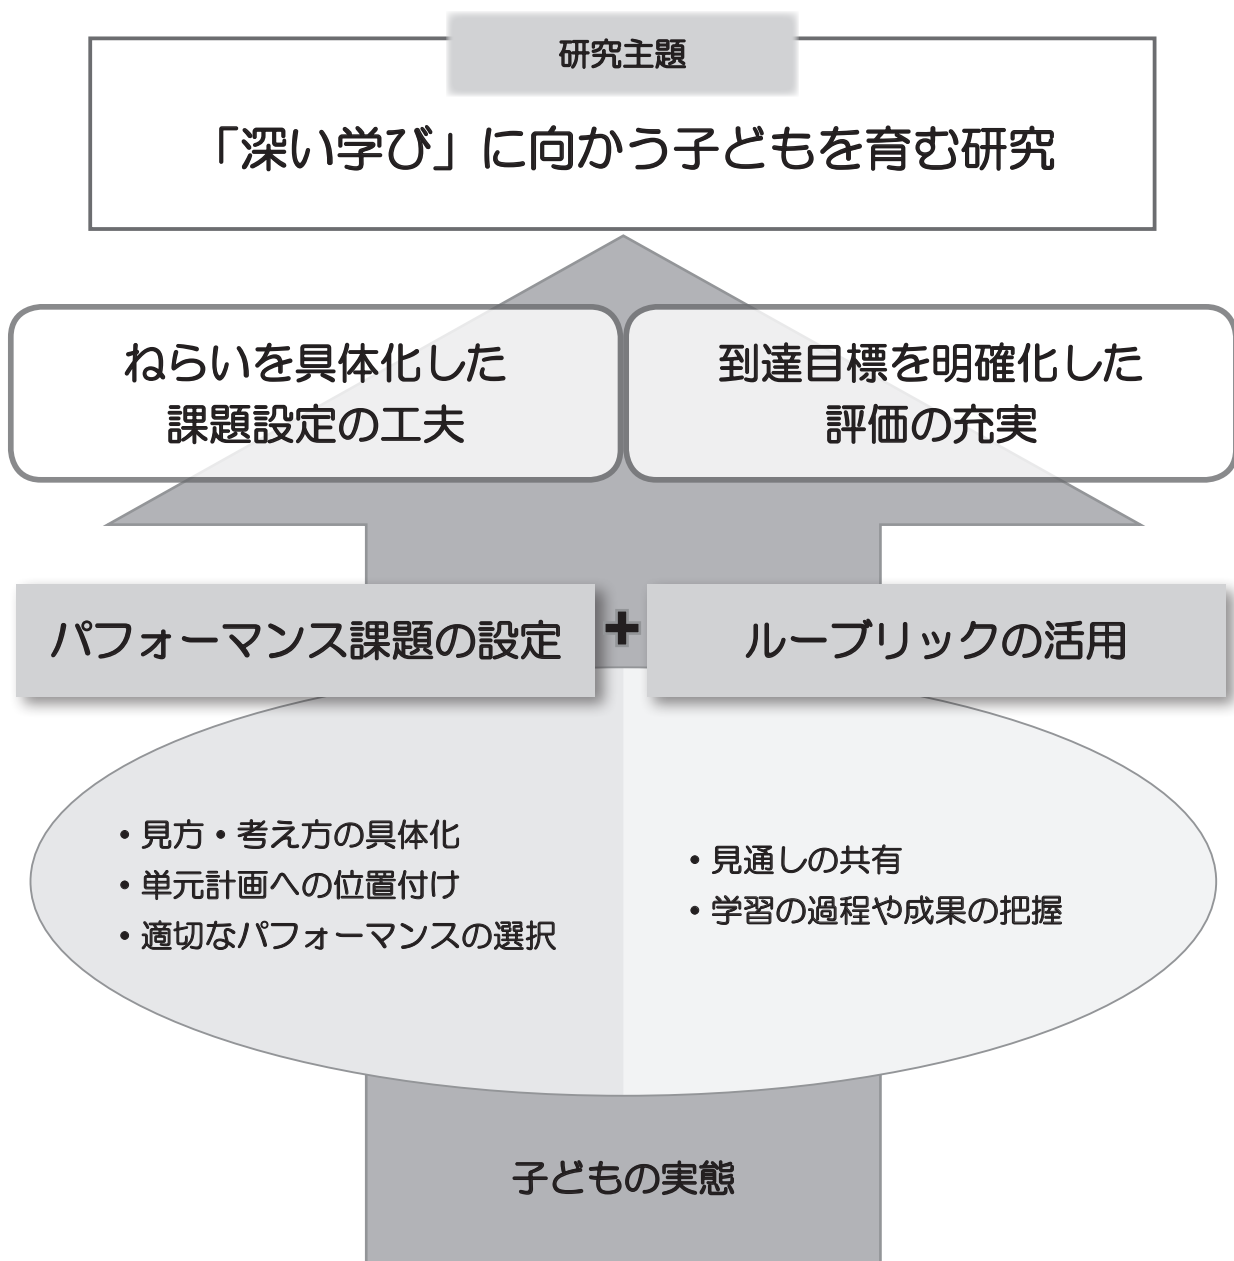 研究主題
「深い学び」に向かう子どもを育む研究
ねらいを具体化した
課題設定の工夫
到達目標を明確化した
評価の充実
パフォーマンス課題の設定
+
ルーブリックの活用
・見方・考え方の具体化
・単元計画への位置付け
・適切なパフォーマンスの選択
・見通しの共有
・学習の過程や成果の把握
子どもの実態